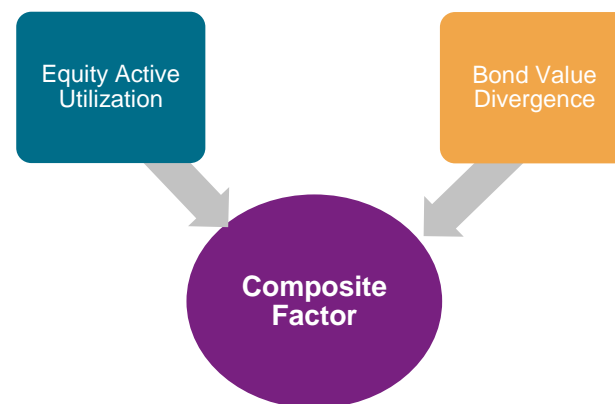 Equity Active
Utilization
Bond Value
Divergence
Composite
Factor